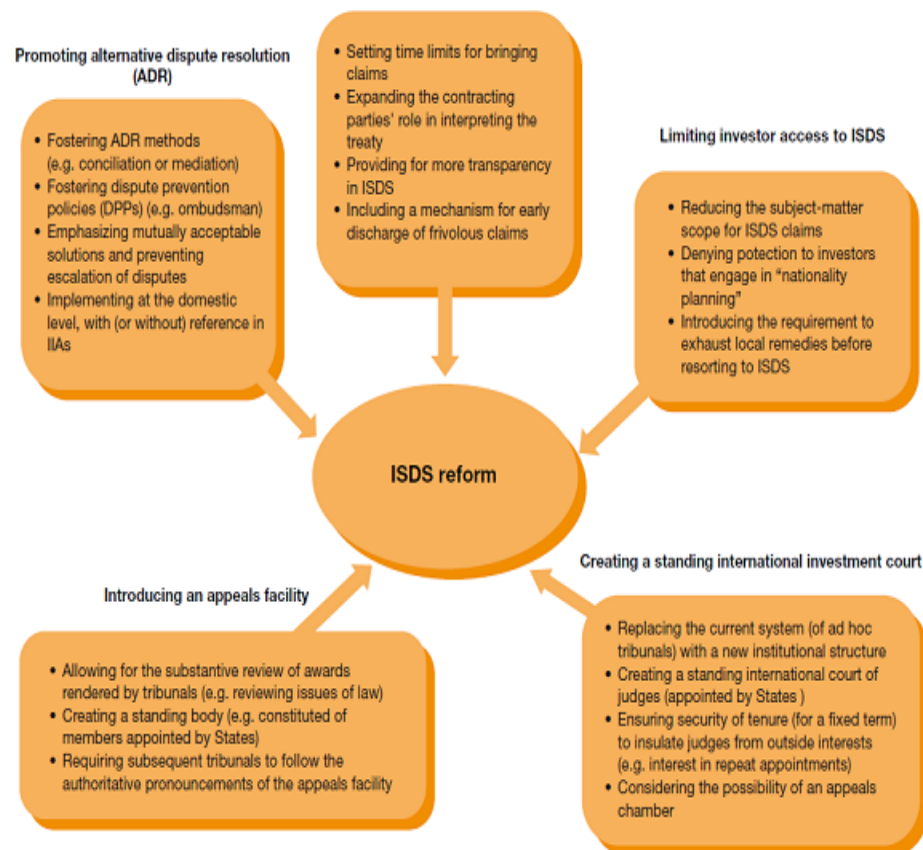 Promoting alternative dispute resolution
(ADR)
• Fostering ADR methods
(e.g. conciliation or mediation)
• Fostering dispute prevention
policies (DPPs) (e.g. ombudsman)
• Emphasizing mutually acceptable
solutions and preventing
escalation of disputes
• Implementing at the domestic
level, with (or without) reference in
IIAs
• Setting time limits for bringing
claims
• Expanding the contracting
parties' role in interpreting the
treaty
• Providing for more transparency
in ISDS
• Including a mechanism for early
discharge of frivolous claims
Limiting investor access to ISDS
• Reducing the subject-matter
scope for ISDS claims
• Denying potection to investors
that engage in “nationality
planning”
• Introducing the requirement to
exhaust local remedies before
resorting to ISDS
ISDS reform
Introducing an appeals facility
• Allowing for the substantive review of awards
rendered by tribunals (e.g. reviewing issues of law)
• Creating a standing body (e.g. constituted of
members appointed by States)
• Requiring subsequent tribunals to follow the
authoritative pronouncements of the appeals facility
Creating a standing international investment court
• Replacing the current system (of ad hoc
tribunals) with a new institutional structure
• Creating a standing international court of
judges (appointed by States )
• Ensuring security of tenure (for a fixed term)
to insulate judges from outside interests
(e.g. interest in repeat appointments)
• Considering the possibility of an appeals
chamber